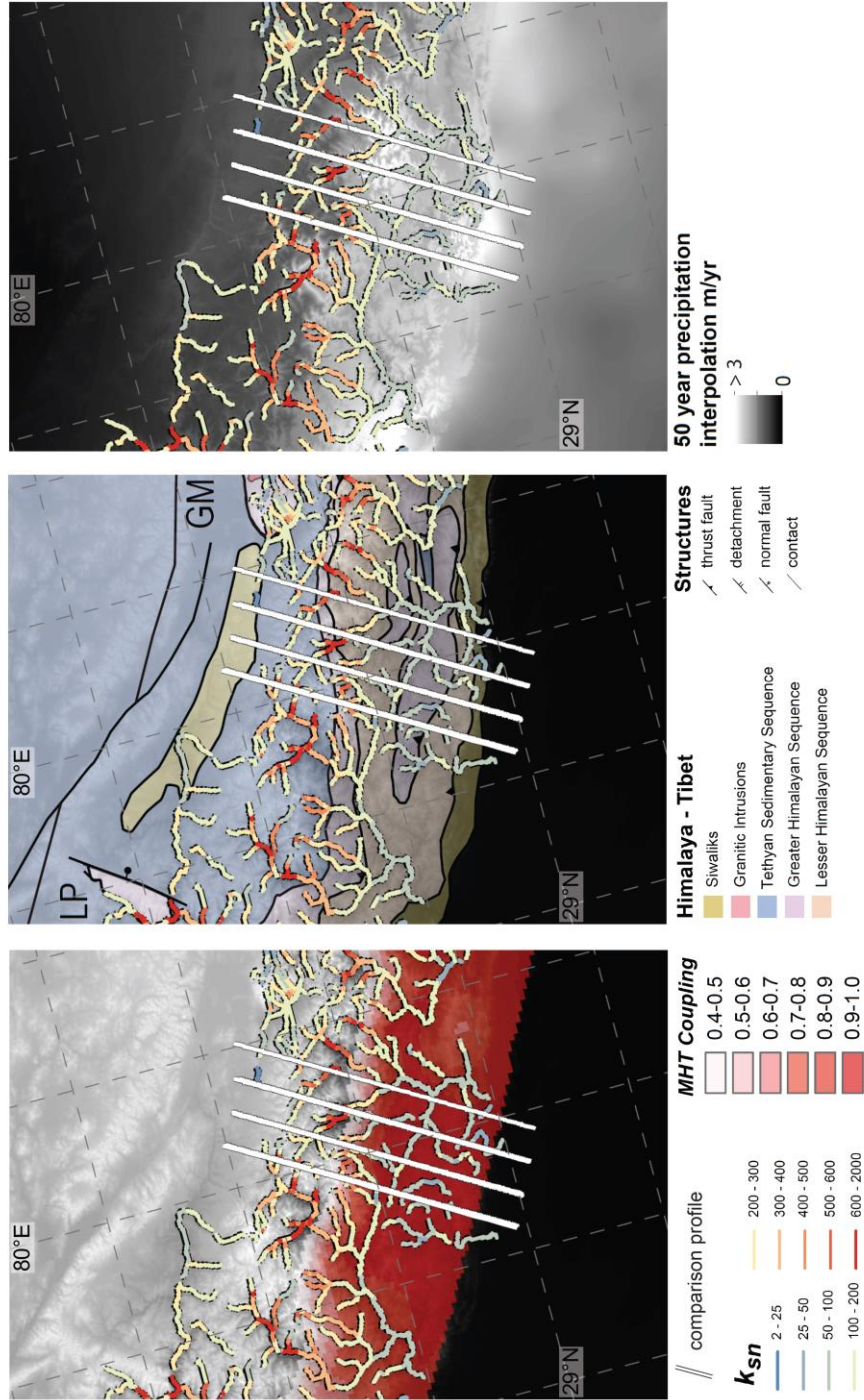 80°E
29°N
LP
GM
80°E
29°N
80°E
29°N
comparison profile
k_sn
2 - 25
25 - 50
50 - 100
100 - 200
200 - 300
300 - 400
400 - 500
500 - 600
600 - 2000
MHT Coupling
0.4-0.5
0.5-0.6
0.6-0.7
0.7-0.8
0.8-0.9
0.9-1.0
Himalaya - Tibet
Siwaliks
Granitic Intrusions
Tethyan Sedimentary Sequence
Greater Himalayan Sequence
Lesser Himalayan Sequence
Structures
thrust fault
detachment
normal fault
contact
50 year precipitation
interpolation m/yr
> 3
0